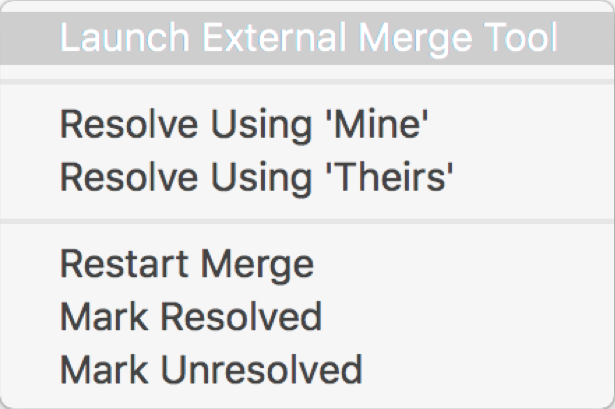 Launch External Merge Tool
Resolve Using 'Mine'
Resolve Using 'Theirs'
Restart Merge
Mark Resolved
Mark Unresolved